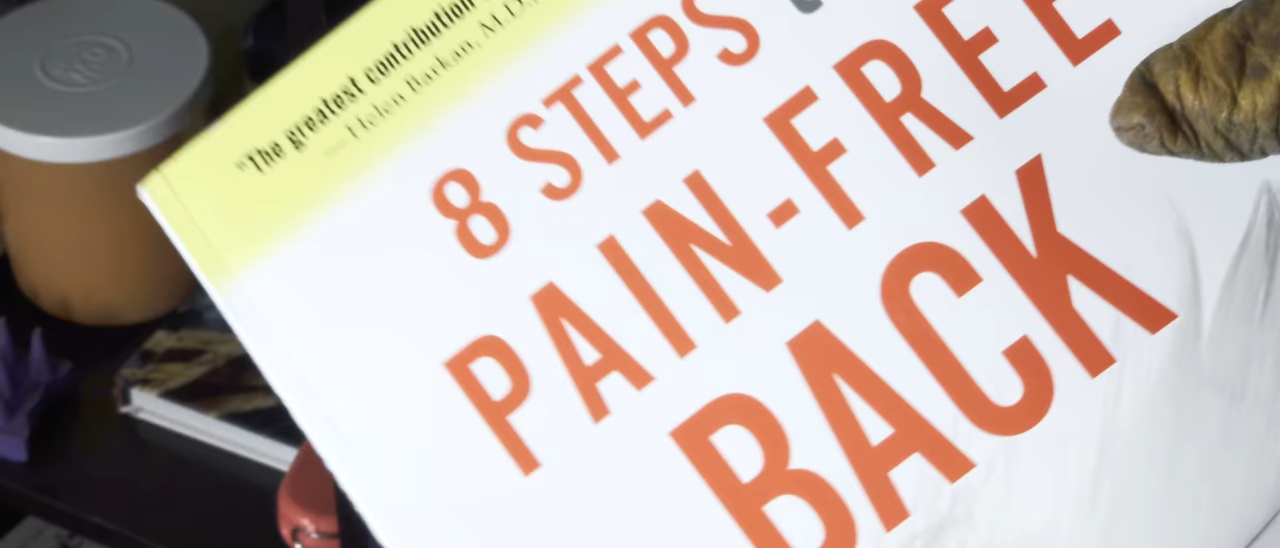 "The greatest contribution
—Helen Barkan, M.D.,
8 STEPS
PAIN-FREE
BACK